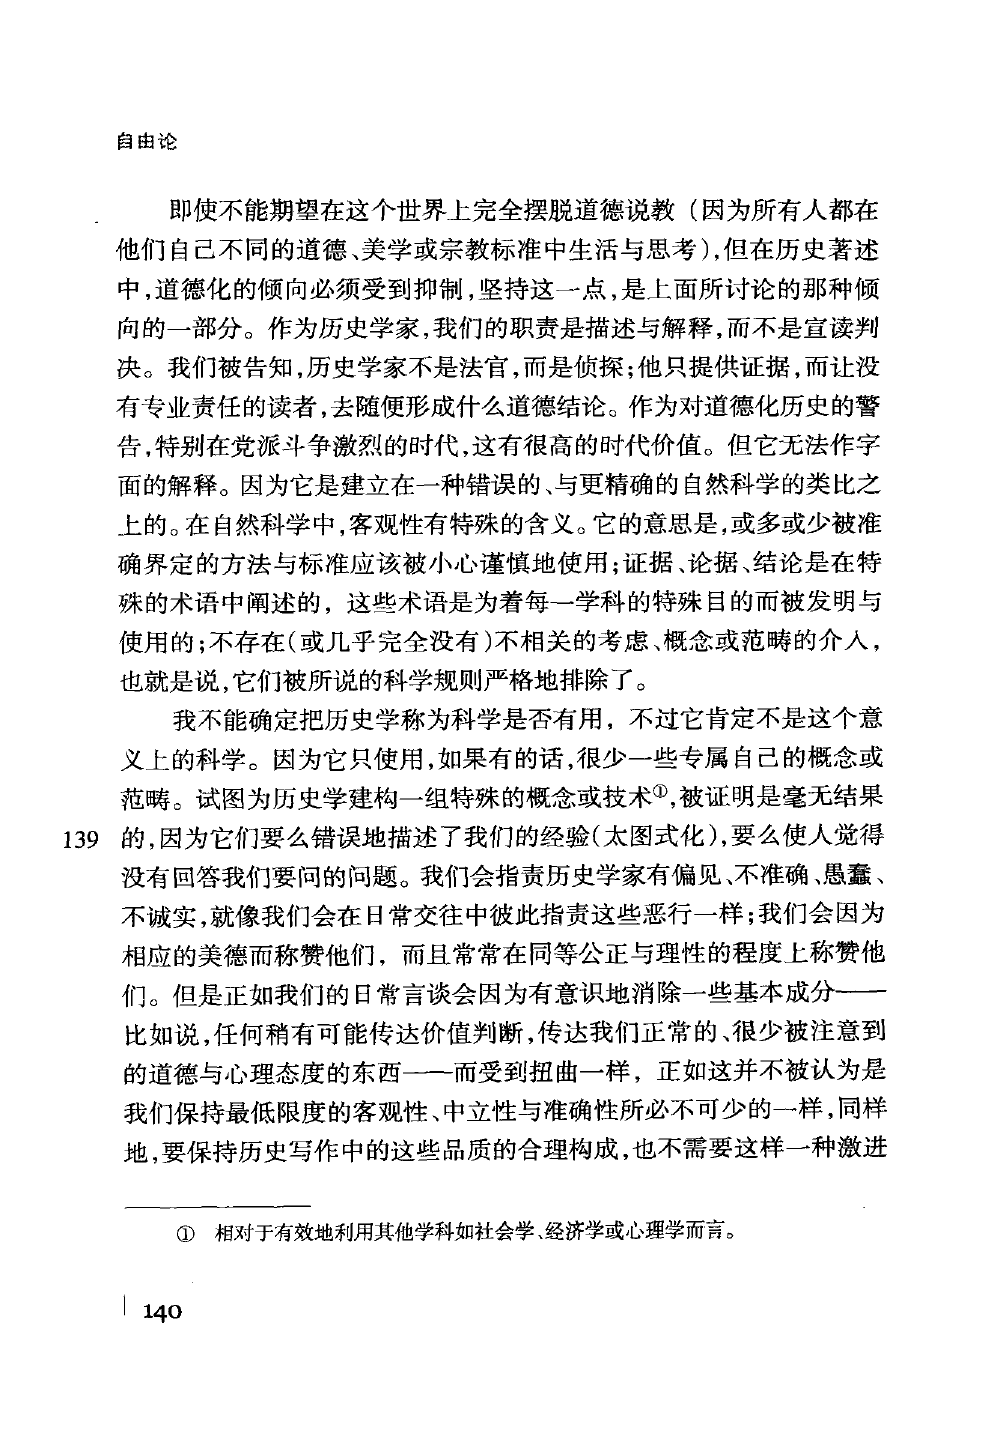 自由论
即使不能期望在这个世界上完全摆脱道德说教（因为所有人都在
他们自己不同的道德、美学或宗教标准中生活与思考），但在历史著述
中，道德化的倾向必须受到抑制，坚持这一点，是上面所讨论的那种倾
向的一部分。作为历史学家，我们的职责是描述与解释，而不是宣读判
决。我们被告知，历史学家不是法官，而是侦探；他只提供证据，而让没
有专业责任的读者，去随便形成什么道德结论。作为对道德化历史的警
告，特别在党派斗争激烈的时代，这有很高的时代价值。但它无法作字
面的解释。因为它是建立在一种错误的、与更精确的自然科学的类比之
上的。在自然科学中，客观性有特殊的含义。它的意思是，或多或少被准
确界定的方法与标准应该被小心谨慎地使用；证据、论据、结论是在特
殊的术语中阐述的，这些术语是为着每一学科的特殊目的而被发明与
使用的；不存在（或几乎完全没有）不相关的考虑、概念或范畴的介入，
也就是说，它们被所说的科学规则严格地排除了。
我不能确定把历史学称为科学是否有用，不过它肯定不是这个意
义上的科学。因为它只使用，如果有的话，很少一些专属自己的概念或
范畴。试图为历史学建构一组特殊的概念或技术①，被证明是毫无结果
139 的，因为它们要么错误地描述了我们的经验（太图式化），要么使人觉得
没有回答我们要问的问题。我们会指责历史学家有偏见、不准确、愚蠢、
不诚实，就像我们会在日常交往中彼此指责这些恶行一样；我们会因为
相应的美德而称赞他们，而且常常在同等公正与理性的程度上称赞他
们。但是正如我们的日常言谈会因为有意识地消除一些基本成分——
比如说，任何稍有可能传达价值判断，传达我们正常的、很少被注意到
的道德与心理态度的东西——而受到扭曲一样，正如这并不被认为是
我们保持最低限度的客观性、中立性与准确性所必不可少的一样，同样
地，要保持历史写作中的这些品质的合理构成，也不需要这样一种激进
① 相对于有效地利用其他学科如社会学、经济学或心理学而言。
140